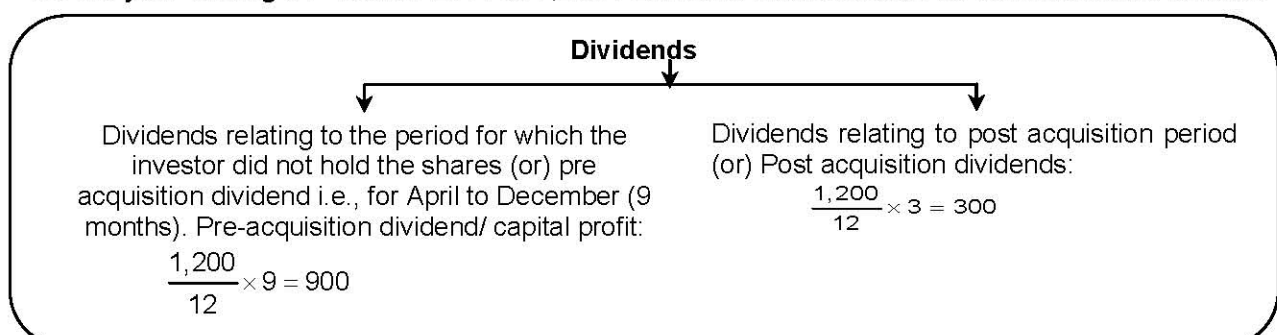 Dividends
Dividends relating to the period for which the
investor did not hold the shares (or) pre
acquisition dividend i.e., for April to December (9
months). Pre-acquisition dividend/ capital profit:
1,200/12 × 9 = 900
Dividends relating to post acquisition period
(or) Post acquisition dividends:
1,200/12 × 3 = 300